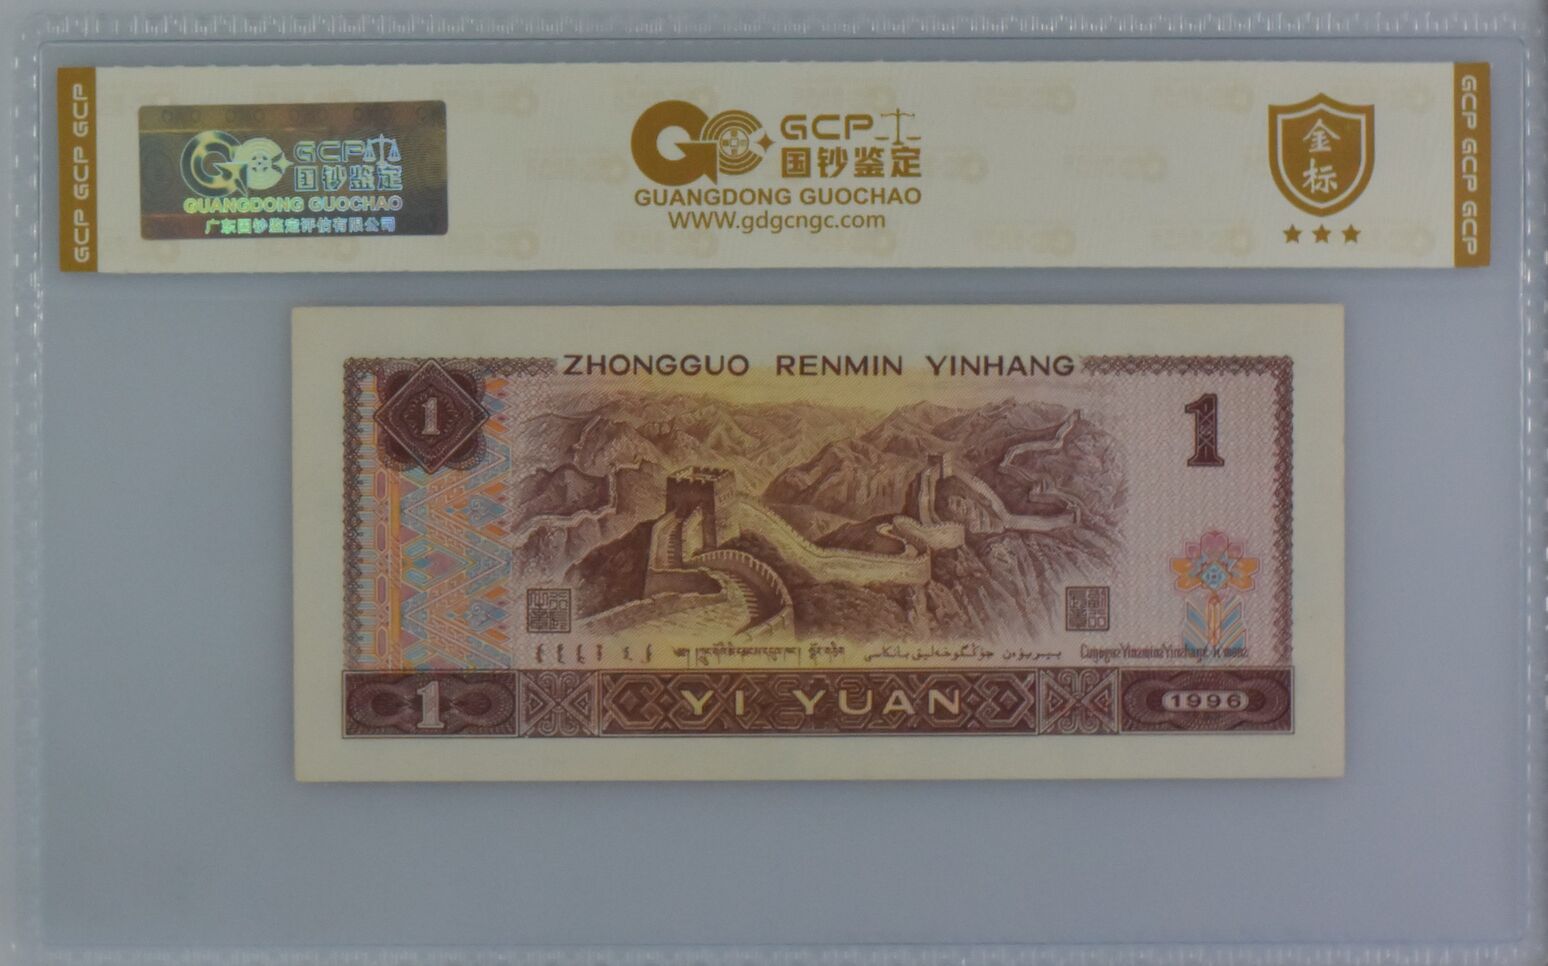 GCP GCP GCP
GCP 国钞鉴定
GUANGDONG GUOCHAO
广东国钞鉴定评估有限公司
GCP
国钞鉴定
GUANGDONG GUOCHAO
WWW.gdgcngc.com
金标
GCP GCP GCP
ZHONGGUO RENMIN YINHANG
1
1
1
YI YUAN
1996